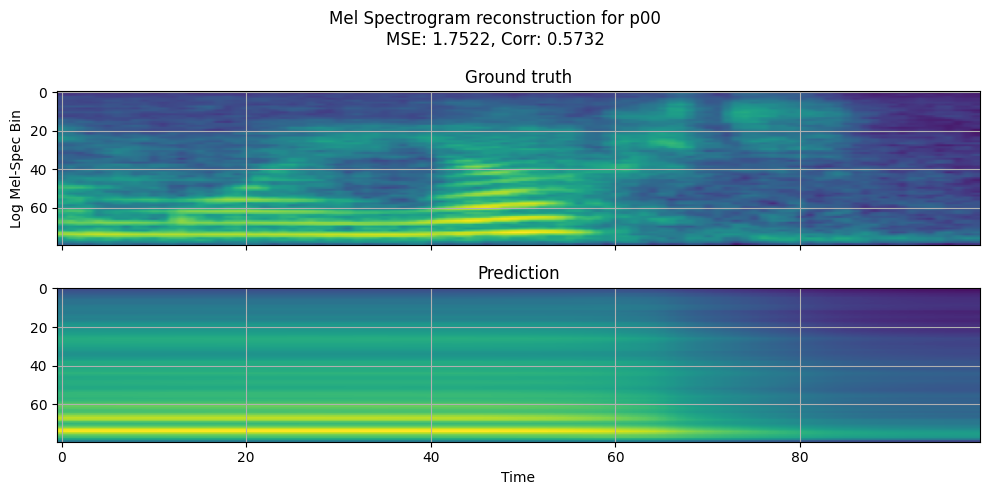 Mel Spectrogram reconstruction for p00
MSE: 1.7522, Corr: 0.5732
Ground truth
0
20
40
60
Log Mel-Spec Bin
Prediction
0
20
40
60
0 20 40 60 80
Time